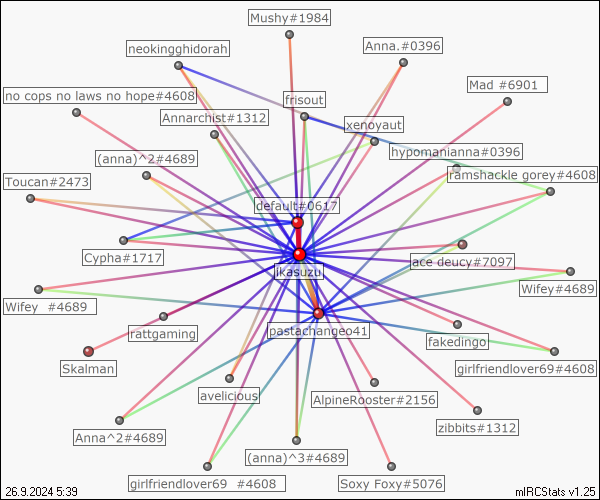 Mushy#1984
Anna.#0396
neokingghidorah
Mad #6901
no cops no laws no hope#4608
frisout
Annarchist#1312
xenoyaut
(anna)^2#4689
hypomanianna#0396
Toucan#2473
ramshackle gorey#4608
default#0617
Cypha#1717
ace deucy#7097
ikasuzu
Wifey #4689
Wifey#4689
rattgaming
pastachangeo41
fakedingo
Skalman
girlfriendlover69#4608
avelicious
AlpineRooster#2156
zibbits#1312
Anna^2#4689
(anna)^3#4689
girlfriendlover69 #4608
Soxy Foxy#5076
26.9.2024 5:39
mIRCStats v1.25